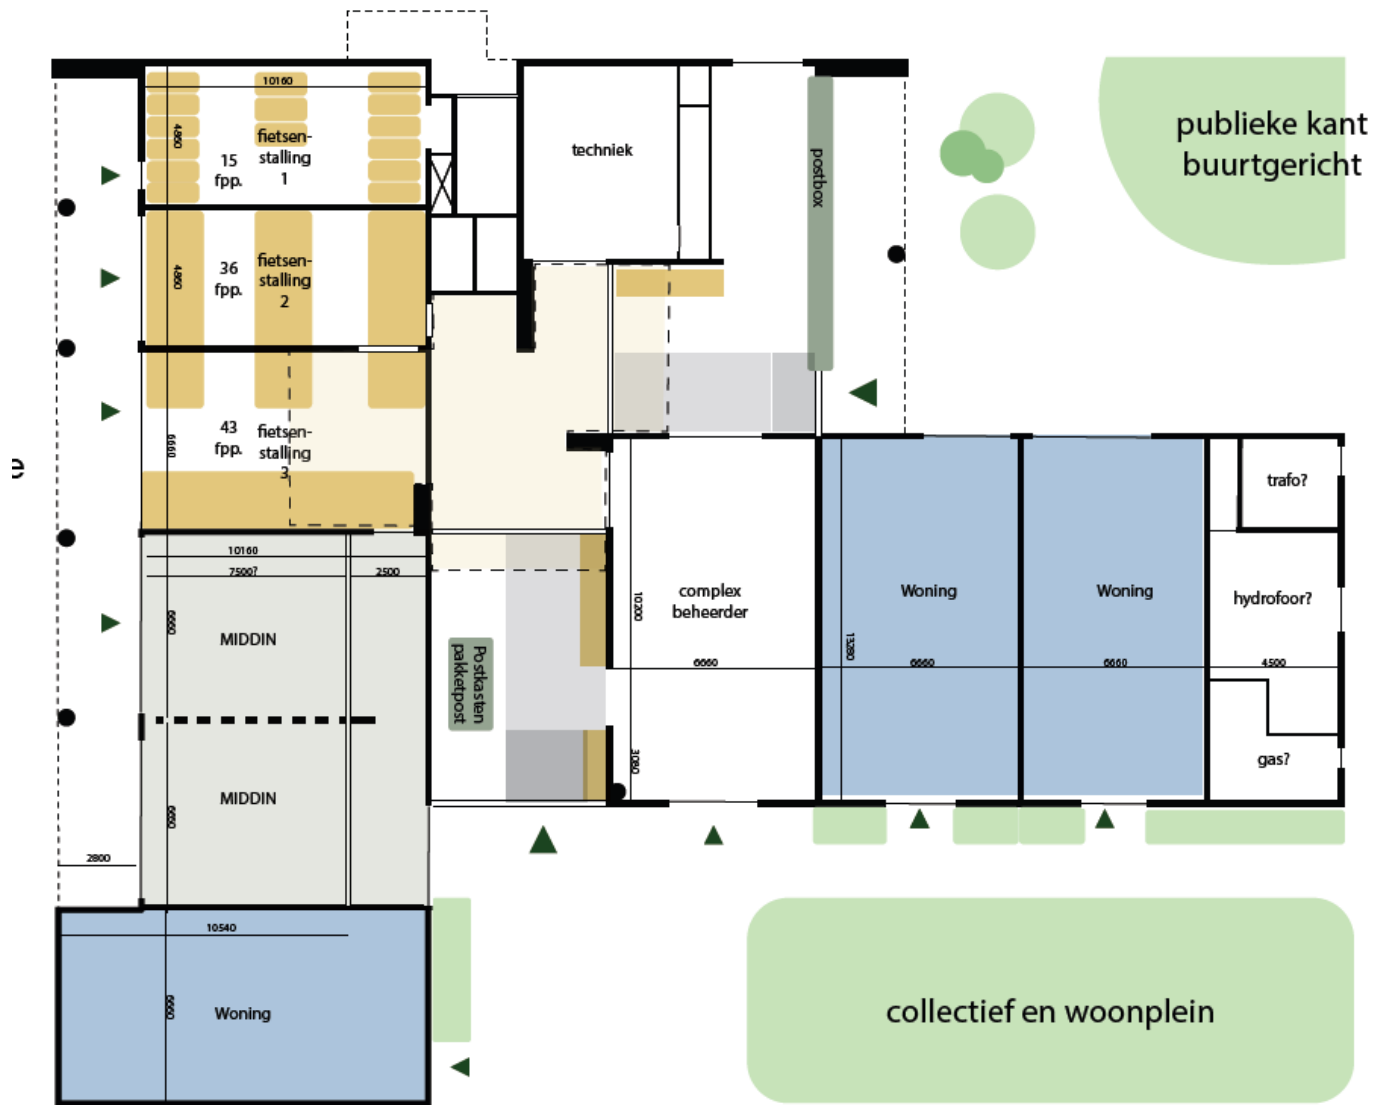 publieke kant
buurtgericht
10160
4860
fietsen-
stalling
1
15
fpp.
techniek
postbox
4860
36
fpp.
fietsen-
stalling
2
6660
43
fpp.
fietsen-
stalling
3
trafo?
10160
7500?
2500
6660
MIDDIN
Postkasten
pakketpost
complex
beheerder
10200
6660
3080
Woning
13280
6660
Woning
6660
hydrofoor?
4500
gas?
MIDDIN
6660
2800
10540
Woning
6660
collectief en woonplein